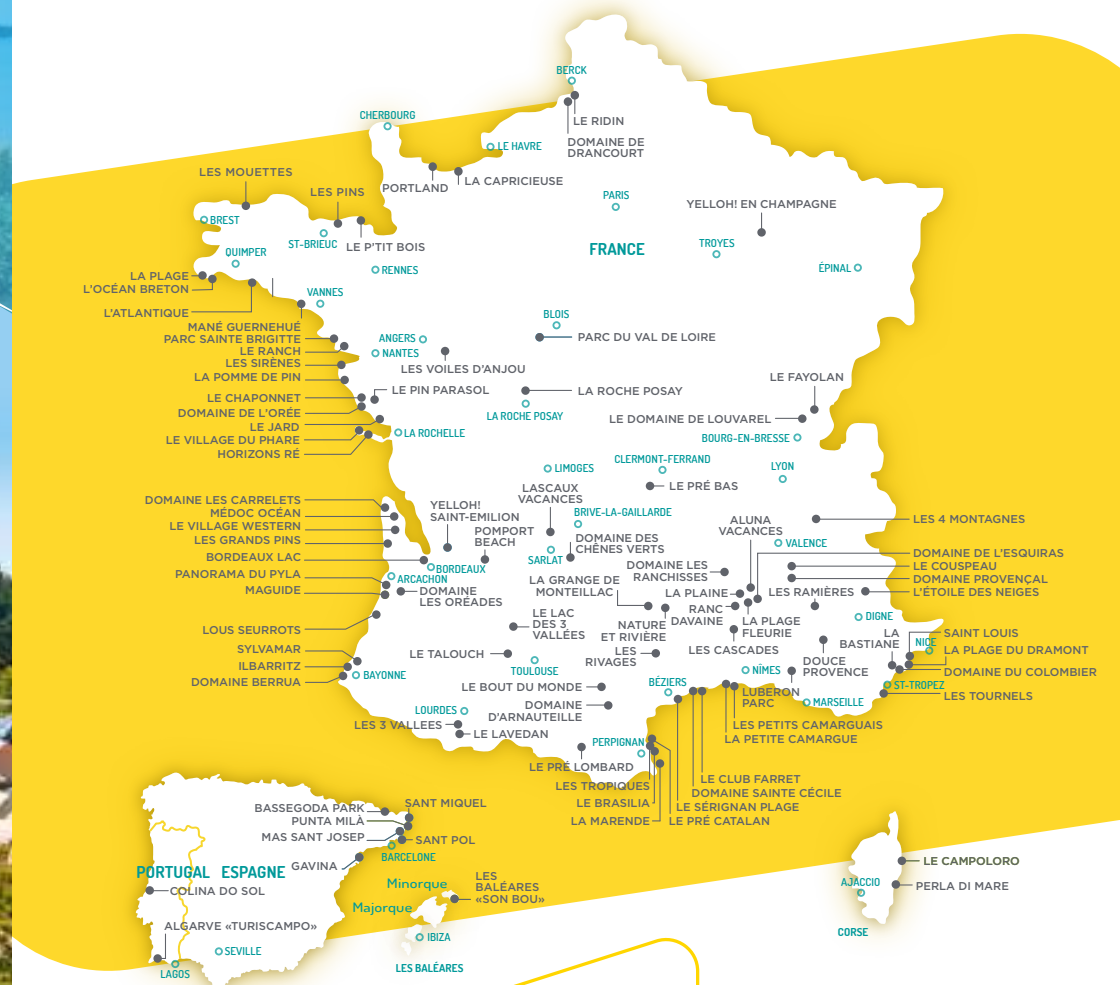 BERCK
LE RIDIN
DOMAINE DE
DRANCOURT
CHERBOURG
LE HAVRE
PORTLAND
LA CAPRICIEUSE
LES MOUETTES
LES PINS
PARIS
YELLOH! EN CHAMPAGNE
BREST
ST-BRIEUC
LE P'TIT BOIS
FRANCE
TROYES
QUIMPER
RENNES
ÉPINAL
LA PLAGE
L'OCÉAN BRETON
VANNES
L'ATLANTIQUE
BLOIS
MANÉ GUERNEHUÉ
PARC SAINTE BRIGITTE
ANGERS
PARC DU VAL DE LOIRE
LE RANCH
NANTES
LES SIRÈNES
LES VOILES D'ANJOU
LA POMME DE PIN
LE FAYOLAN
LE CHAPONNET
LE PIN PARASOL
LA ROCHE POSAY
DOMAINE DE L'ORÉE
LA ROCHE POSAY
LE DOMAINE DE LOUVAREL
LE JARD
LA ROCHELLE
LE VILLAGE DU PHARE
BOURG-EN-BRESSE
HORIZONS RÉ
CLERMONT-FERRAND
LIMOGES
LYON
LASCAUX
VACANCES
LE PRÉ BAS
DOMAINE LES CARRELETS
MÉDOC OCÉAN
LE VILLAGE WESTERN
LES GRANDS PINS
YELLOH!
SAINT-EMILION
BRIVE-LA-GAILLARDE
ALUNA
VACANCES
LES 4 MONTAGNES
POMPORT
BEACH
DOMAINE DES
CHÊNES VERTS
VALENCE
BORDEAUX LAC
BORDEAUX
SARLAT
DOMAINE DE L'ESQUIRAS
LE COUSPEAU
DOMAINE PROVENÇAL
L'ÉTOILE DES NEIGES
PANORAMA DU PYLA
ARCACHON
MAGUIDE
DOMAINE
LES ORÉADES
LA GRANGE DE
MONTEILLAC
DOMAINE LES
RANCHISSES
LA PLAINE
LES RAMIÈRES
RANC
DAVAINE
LE LAC
DES 3
VALLÉES
NATURE
ET RIVIÈRE
LA PLAGE
FLEURIE
DIGNE
LOUS SEURROTS
LA
BASTIANE
NICE
SAINT LOUIS
LA PLAGE DU DRAMONT
SYLVAMAR
LE TALOUCH
LES
RIVAGES
LES CASCADES
DOUCE
PROVENCE
ILBARRITZ
TOULOUSE
NÎMES
DOMAINE DU COLOMBIER
DOMAINE BERRUA
BAYONNE
LE BOUT DU MONDE
BÉZIERS
LUBERON
PARC
ST-TROPEZ
LES TOURNELS
MARSEILLE
LOURDES
DOMAINE
D'ARNAUTEILLE
LES PETITS CAMARGUAIS
LES 3 VALLEES
LE LAVEDAN
PERPIGNAN
LA PETITE CAMARGUE
LE PRÉ LOMBARD
LES TROPIQUES
LE CLUB FARRET
DOMAINE SAINTE CÉCILE
LE BRASILIA
LE SÉRIGNAN PLAGE
LA MARENDE
LE PRÉ CATALAN
BASSEGODA PARK
SANT MIQUEL
PUNTA MILÀ
MAS SANT JOSEP
SANT POL
BARCELONE
GAVINA
PORTUGAL
ESPAGNE
COLINA DO SOL
Minorque
LES
BALÉARES
«SON BOU»
Majorque
ALGARVE «TURISCAMPO»
IBIZA
SEVILLE
LES BALÉARES
LAGOS
LE CAMPOLORO
AJACCIO
PERLA DI MARE
CORSE